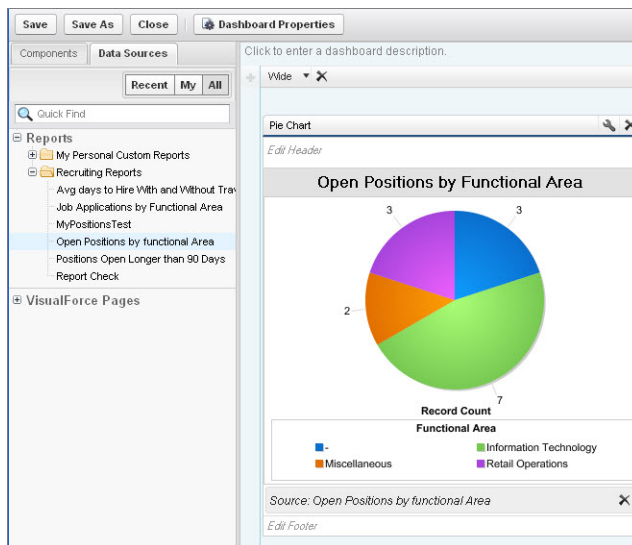 Save Save As Close Dashboard Properties
Components Data Sources
Recent My All
Quick Find
Reports
My Personal Custom Reports
Recruiting Reports
Avg days to Hire With and Without Trav
Job Applications by Functional Area
MyPositionsTest
Open Positions by functional Area
Positions Open Longer than 90 Days
Report Check
VisualForce Pages
Click to enter a dashboard description.
Wide
Pie Chart
Edit Header
Open Positions by Functional Area
3 3
2
7
Record Count
Functional Area
- Information Technology
Miscellaneous Retail Operations
Source: Open Positions by functional Area
Edit Footer